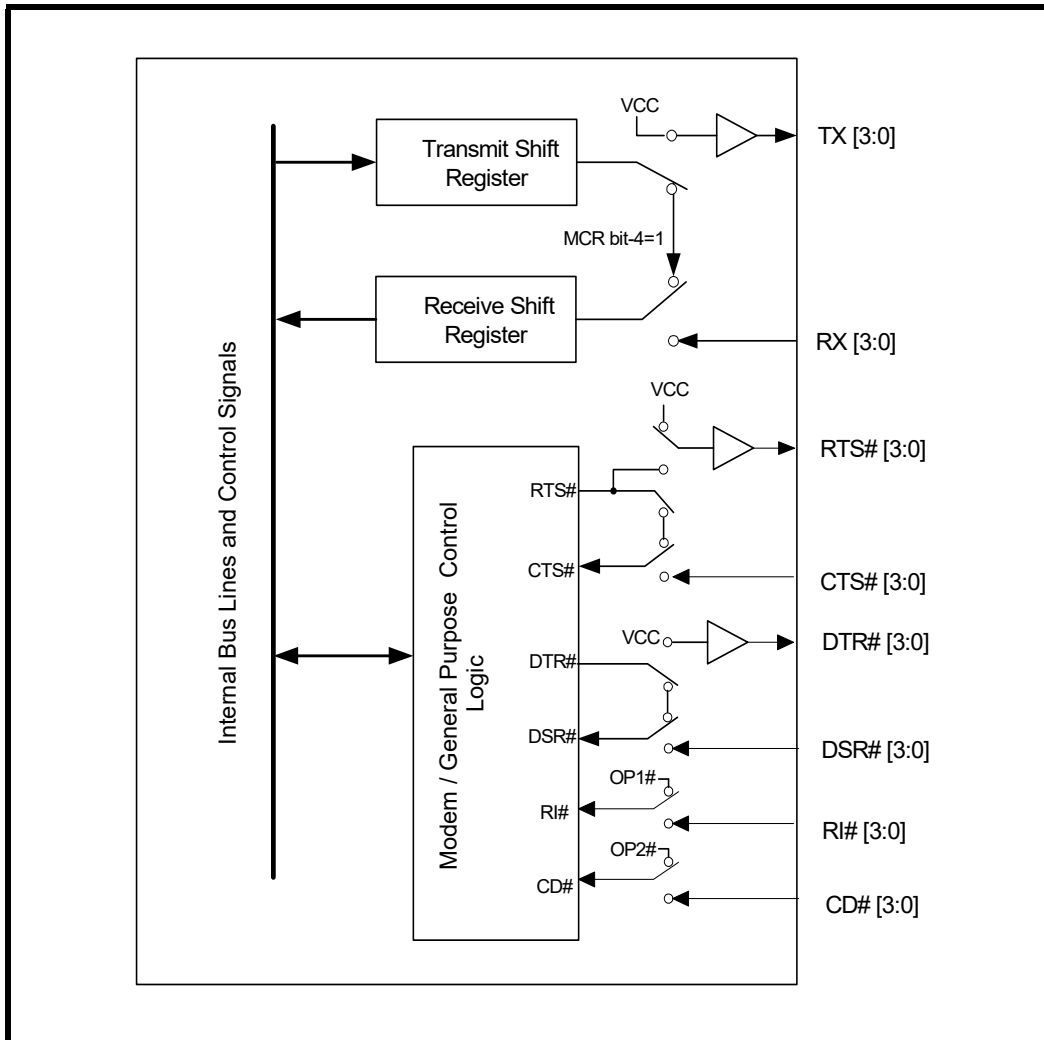 VCC
TX [3:0]
Transmit Shift
Register
MCR bit-4=1
Receive Shift
Register
RX [3:0]
Internal Bus Lines and Control Signals
VCC
RTS# [3:0]
Modem / General Purpose Control
Logic
RTS#
CTS#
CTS# [3:0]
VCC
DTR# [3:0]
DTR#
DSR#
DSR# [3:0]
OP1#
RI#
RI# [3:0]
OP2#
CD#
CD# [3:0]